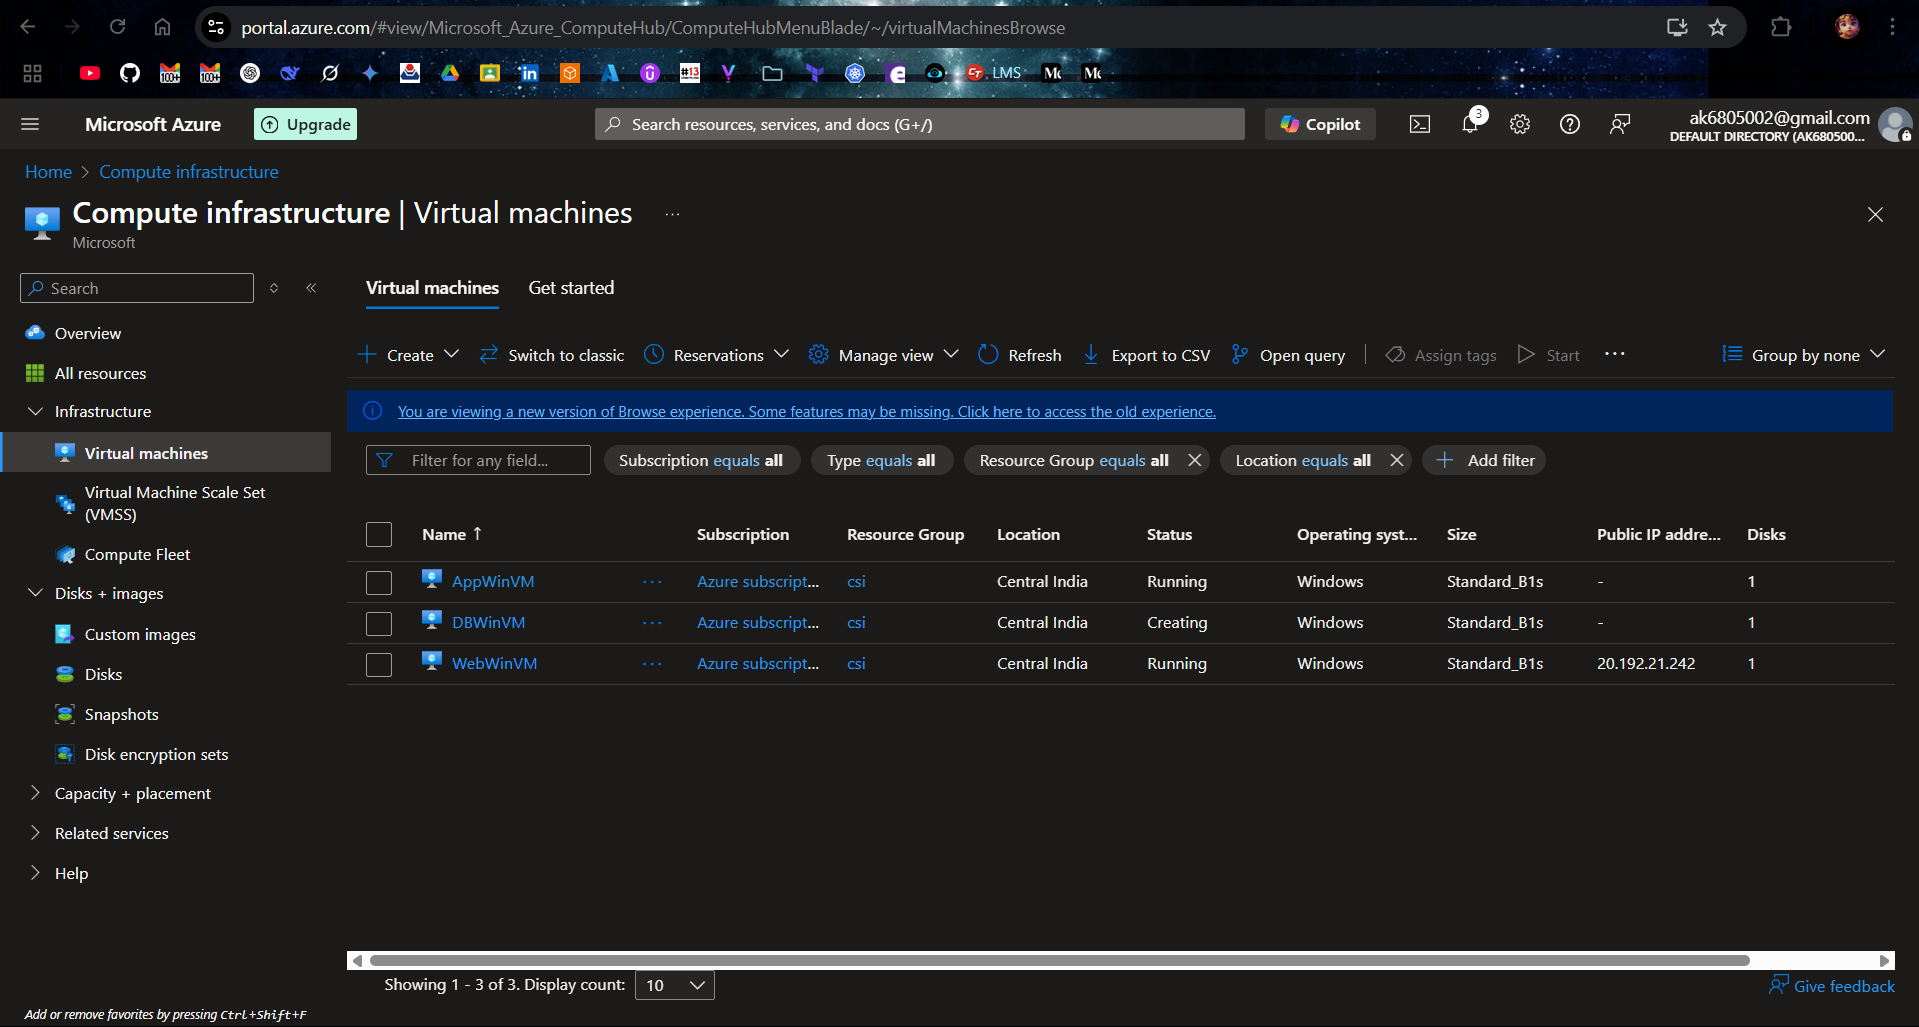 portal.azure.com/#view/Microsoft_Azure_ComputeHub/ComputeHubMenuBlade/~/virtualMachinesBrowse
100+
100+
#13
LMS
Microsoft Azure
Upgrade
Search resources, services, and docs (G+/)
Copilot
3
ak6805002@gmail.com
DEFAULT DIRECTORY (AK680500...
Home > Compute infrastructure
Compute infrastructure | Virtual machines ...
Microsoft
Search
Overview
All resources
Infrastructure
Virtual machines
Virtual Machine Scale Set
(VMSS)
Compute Fleet
Disks + images
Custom images
Disks
Snapshots
Disk encryption sets
Capacity + placement
Related services
Help
Add or remove favorites by pressing Ctrl+Shift+F
Virtual machines Get started
Create Switch to classic Reservations Manage view Refresh Export to CSV Open query Assign tags Start ... Group by none
You are viewing a new version of Browse experience. Some features may be missing. Click here to access the old experience.
Filter for any field... Subscription equals all Type equals all Resource Group equals all Location equals all Add filter
Name ↑ Subscription Resource Group Location Status Operating syst... Size Public IP addre... Disks
AppWinVM ... Azure subscript... csi Central India Running Windows Standard_B1s - 1
DBWinVM ... Azure subscript... csi Central India Creating Windows Standard_B1s - 1
WebWinVM ... Azure subscript... csi Central India Running Windows Standard_B1s 20.192.21.242 1
Showing 1 - 3 of 3. Display count: 10
Give feedback